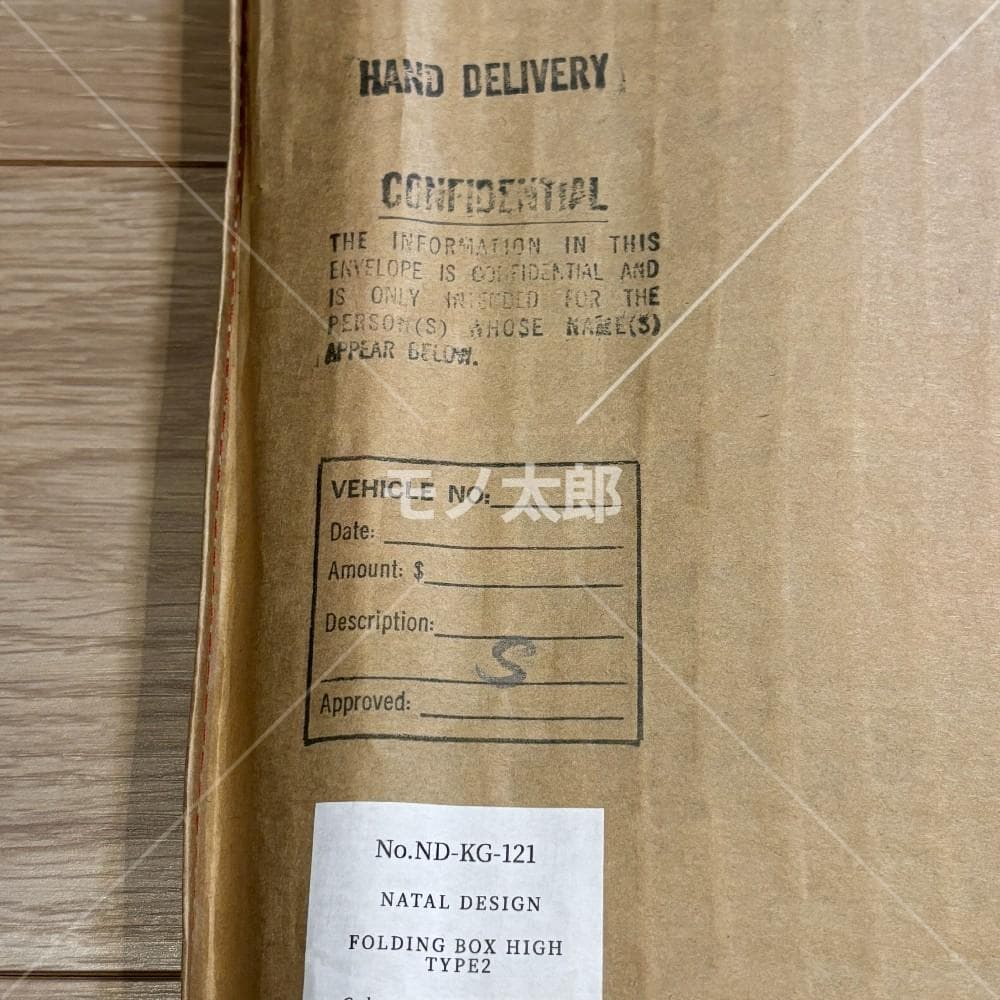 HAND DELIVERY
CONFIDENTIAL
THE INFORMATION IN THIS
ENVELOPE IS CONFIDENTIAL AND
IS ONLY INTENDED FOR THE
PERSON(S) WHOSE NAME(S)
APPEAR BELOW.
VEHICLE NO:
モノ太郎
Date:
Amount: $
Description:
S
Approved:
No.ND-KG-121
NATAL DESIGN
FOLDING BOX HIGH
TYPE2